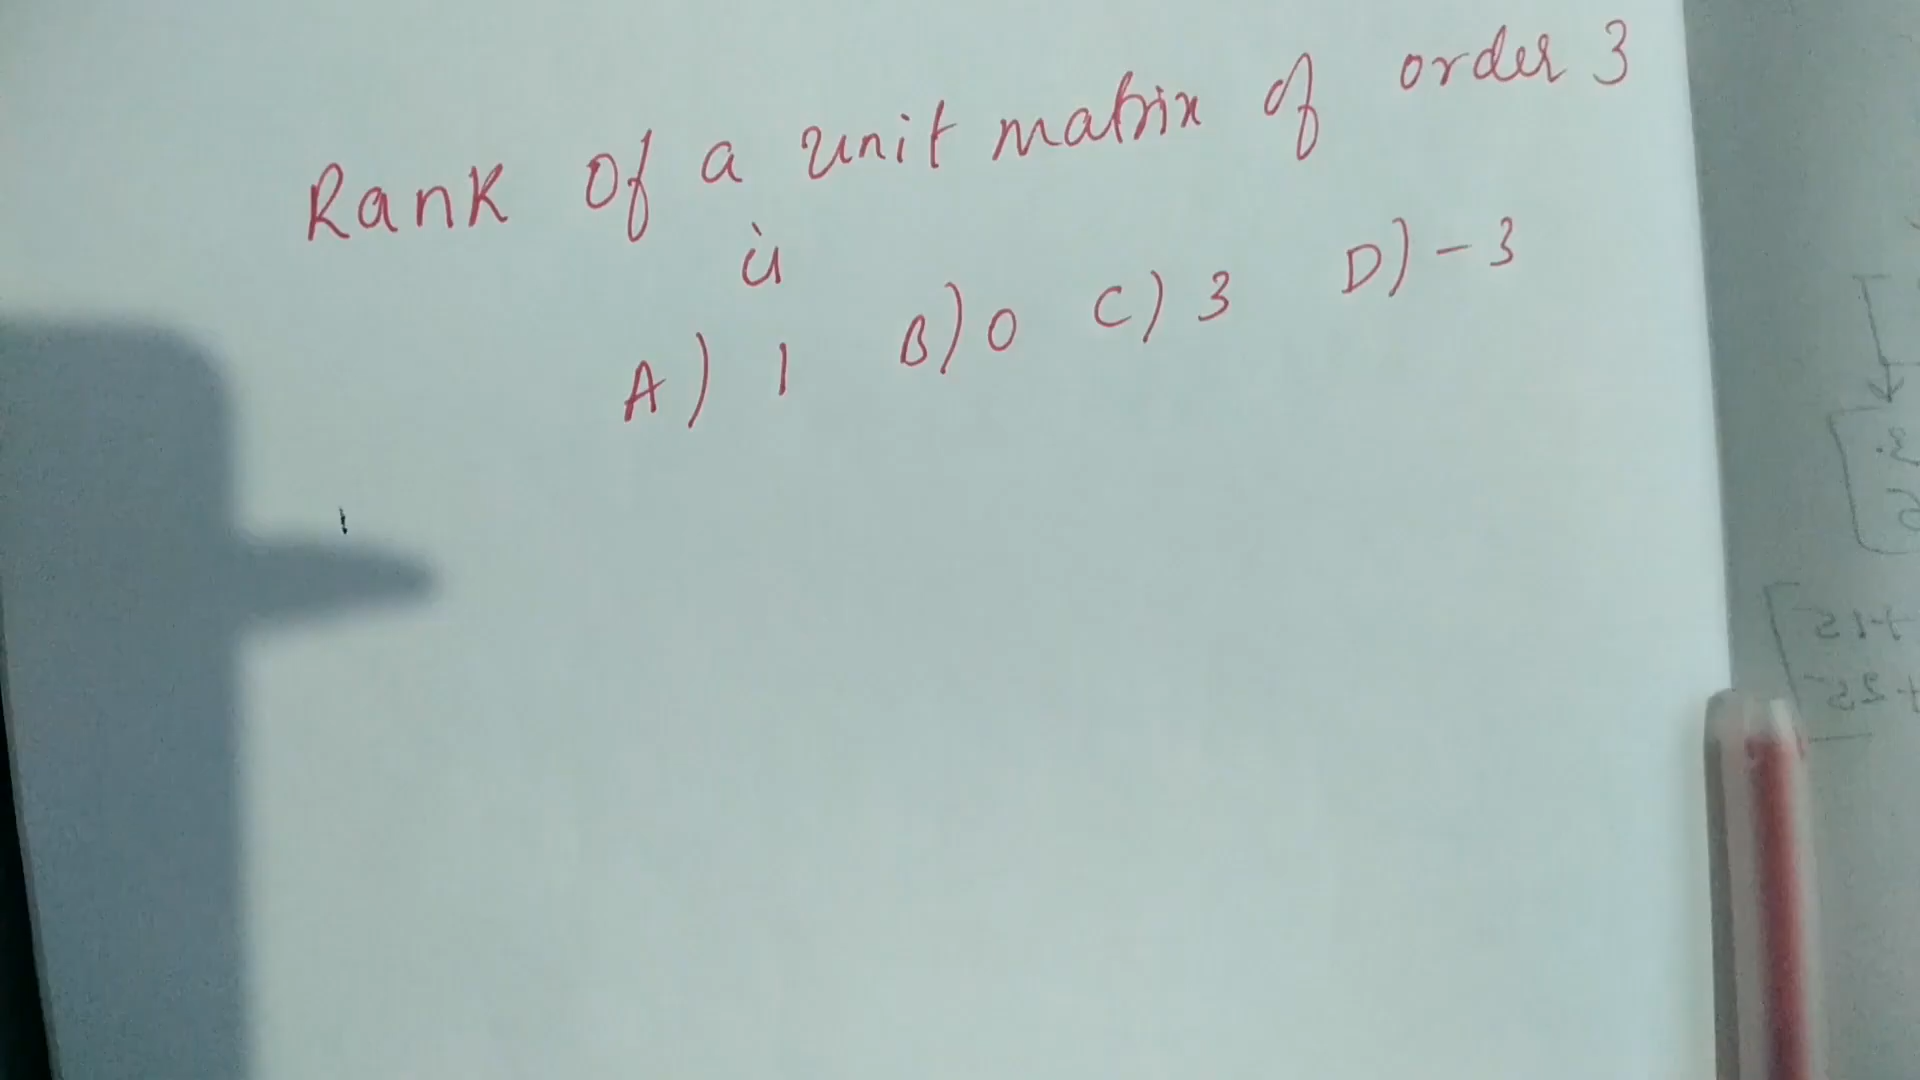 Rank of a unit matrix of order 3
is
A) 1 B) 0 C) 3 D) -3